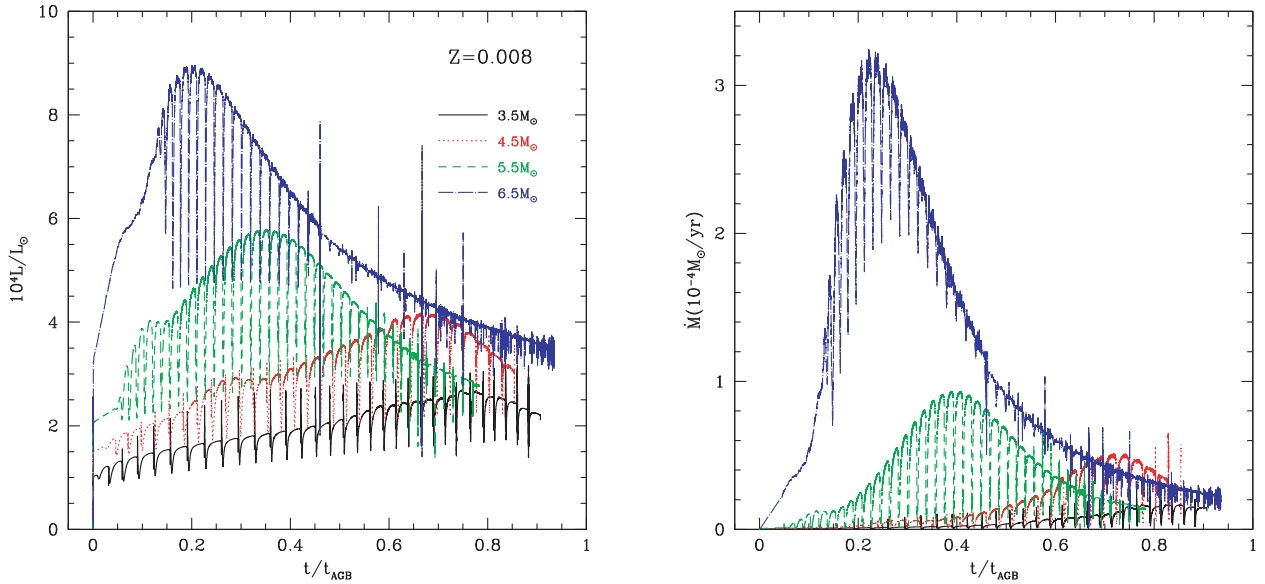 Z=0.008
3.5M☉
4.5M☉
5.5M☉
6.5M☉
10⁴L/L☉
10
8
6
4
2
0
0 0.2 0.4 0.6 0.8 1
t/t_AGB
Ṁ(10⁻⁴M☉/yr)
3
2
1
0
0 0.2 0.4 0.6 0.8 1
t/t_AGB